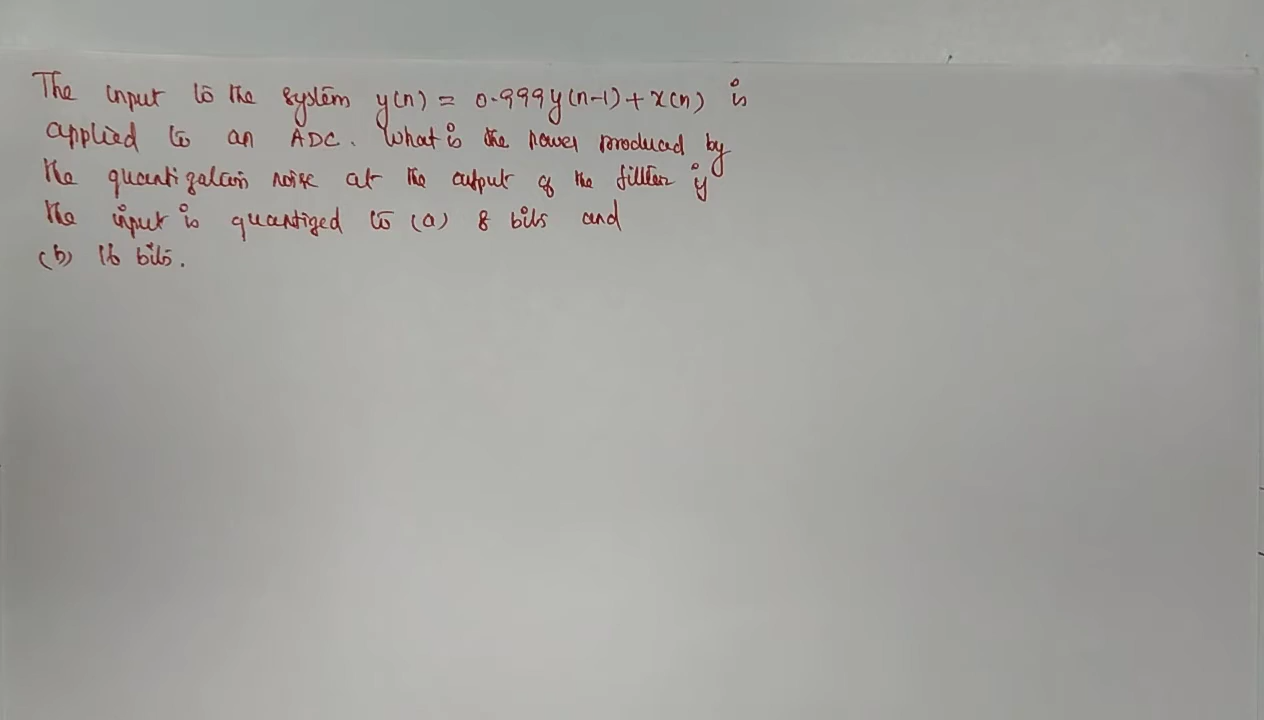 The input to the system y(n) = 0.999y(n-1) + x(n) is
applied to an ADC. What is the power produced by
the quantization noise at the output of the filter if
the input is quantized to (a) 8 bits and
(b) 16 bits.